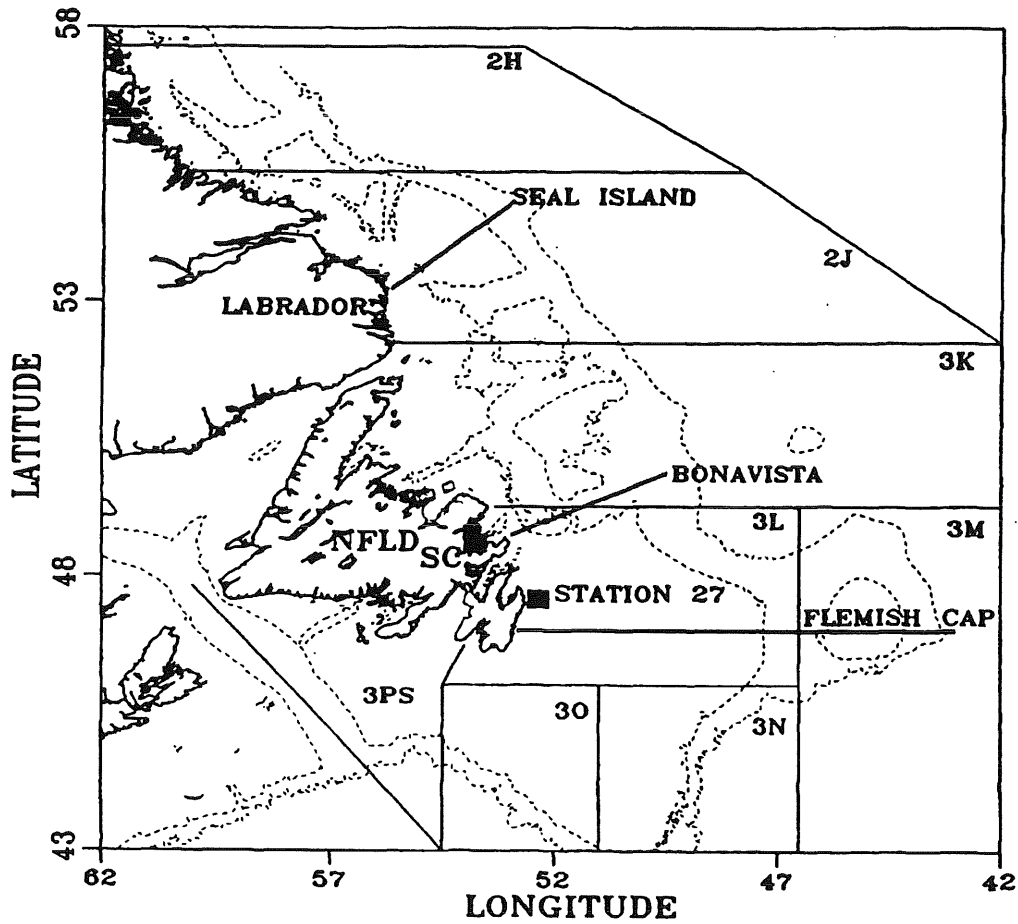 58
2H
SEAL ISLAND
2J
53
LABRADOR
3K
LATITUDE
BONAVISTA
3L
3M
NFLD
SC
48
STATION 27
FLEMISH CAP
3PS
3O
3N
43
62
57
52
47
42
LONGITUDE